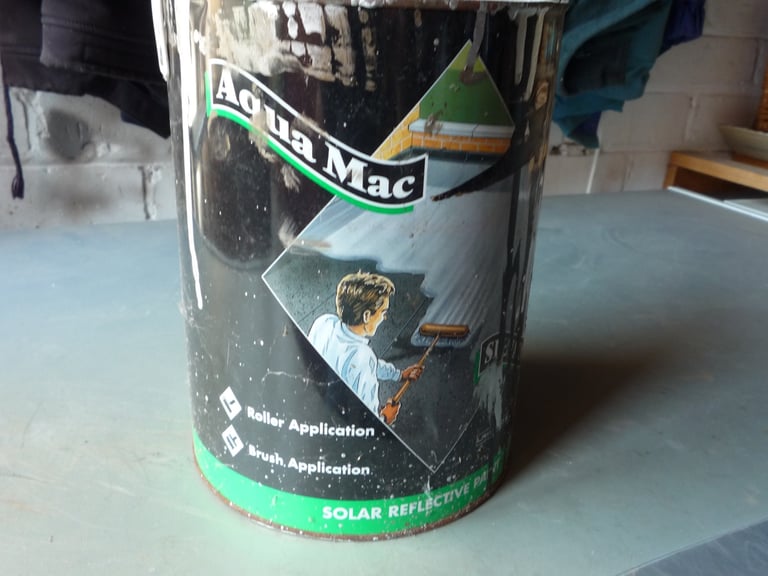 Aqua Mac
Roller Application
Brush Application
SOLAR REFLECTIVE